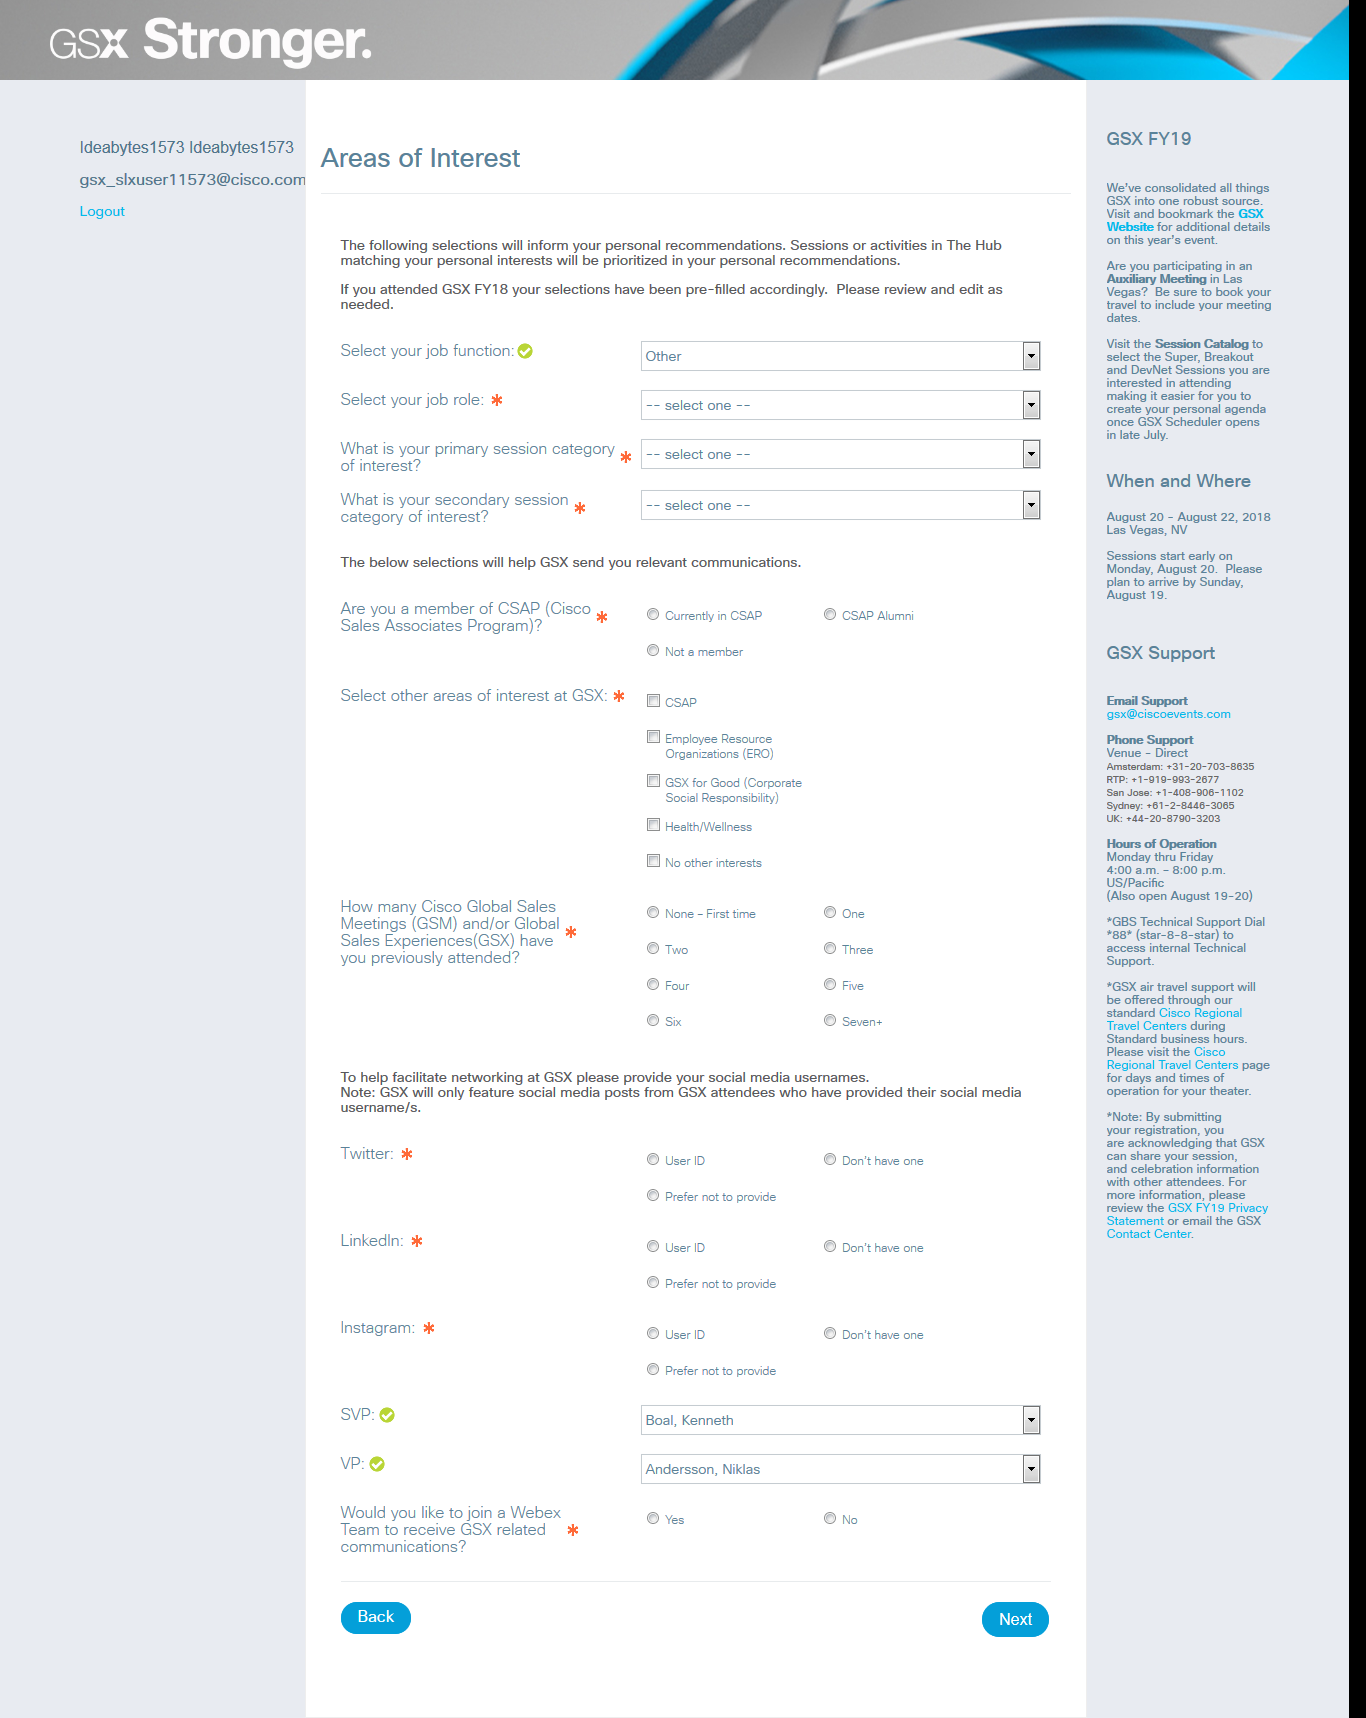 GSX Stronger.
Ideabytes1573 Ideabytes1573
gsx_slxuser11573@cisco.com
Logout
Areas of Interest
The following selections will inform your personal recommendations. Sessions or activities in The Hub
matching your personal interests will be prioritized in your personal recommendations.
If you attended GSX FY18 your selections have been pre-filled accordingly.  Please review and edit as
needed.
Select your job function:
Other
Select your job role: *
-- select one --
What is your primary session category
of interest? *
-- select one --
What is your secondary session
category of interest? *
-- select one --
The below selections will help GSX send you relevant communications.
Are you a member of CSAP (Cisco
Sales Associates Program)? *
Currently in CSAP
CSAP Alumni
Not a member
Select other areas of interest at GSX: *
CSAP
Employee Resource
Organizations (ERO)
GSX for Good (Corporate
Social Responsibility)
Health/Wellness
No other interests
How many Cisco Global Sales
Meetings (GSM) and/or Global
Sales Experiences(GSX) have *
you previously attended?
None - First time
One
Two
Three
Four
Five
Six
Seven+
To help facilitate networking at GSX please provide your social media usernames.
Note: GSX will only feature social media posts from GSX attendees who have provided their social media
username/s.
Twitter: *
User ID
Don't have one
Prefer not to provide
LinkedIn: *
User ID
Don't have one
Prefer not to provide
Instagram: *
User ID
Don't have one
Prefer not to provide
SVP:
Boal, Kenneth
VP:
Andersson, Niklas
Would you like to join a Webex
Team to receive GSX related *
communications?
Yes
No
Back
Next
GSX FY19
We've consolidated all things
GSX into one robust source.
Visit and bookmark the GSX
Website for additional details
on this year's event.
Are you participating in an
Auxiliary Meeting in Las
Vegas?  Be sure to book your
travel to include your meeting
dates.
Visit the Session Catalog to
select the Super, Breakout
and DevNet Sessions you are
interested in attending
making it easier for you to
create your personal agenda
once GSX Scheduler opens
in late July.
When and Where
August 20 - August 22, 2018
Las Vegas, NV
Sessions start early on
Monday, August 20.  Please
plan to arrive by Sunday,
August 19.
GSX Support
Email Support
gsx@ciscoevents.com
Phone Support
Venue - Direct
Amsterdam: +31-20-703-8635
RTP: +1-919-993-2677
San Jose: +1-408-906-1102
Sydney: +61-2-8446-3065
UK: +44-20-8790-3203
Hours of Operation
Monday thru Friday
4:00 a.m. - 8:00 p.m.
US/Pacific
(Also open August 19-20)
*GBS Technical Support Dial
*88* (star-8-8-star) to
access internal Technical
Support.
*GSX air travel support will
be offered through our
standard Cisco Regional
Travel Centers during
Standard business hours.
Please visit the Cisco
Regional Travel Centers page
for days and times of
operation for your theater.
*Note: By submitting
your registration, you
are acknowledging that GSX
can share your session,
and celebration information
with other attendees. For
more information, please
review the GSX FY19 Privacy
Statement or email the GSX
Contact Center.